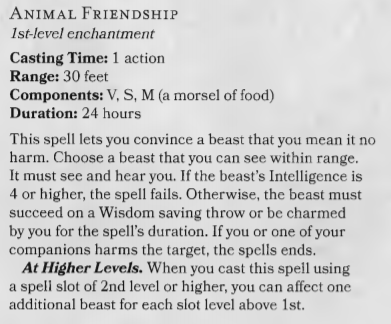 ANIMAL FRIENDSHIP
1st-level enchantment
Casting Time: 1 action
Range: 30 feet
Components: V, S, M (a morsel of food)
Duration: 24 hours
This spell lets you convince a beast that you mean it no
harm. Choose a beast that you can see within range.
It must see and hear you. If the beast's Intelligence is
4 or higher, the spell fails. Otherwise, the beast must
succeed on a Wisdom saving throw or be charmed
by you for the spell's duration. If you or one of your
companions harms the target, the spells ends.
At Higher Levels. When you cast this spell using
a spell slot of 2nd level or higher, you can affect one
additional beast for each slot level above 1st.